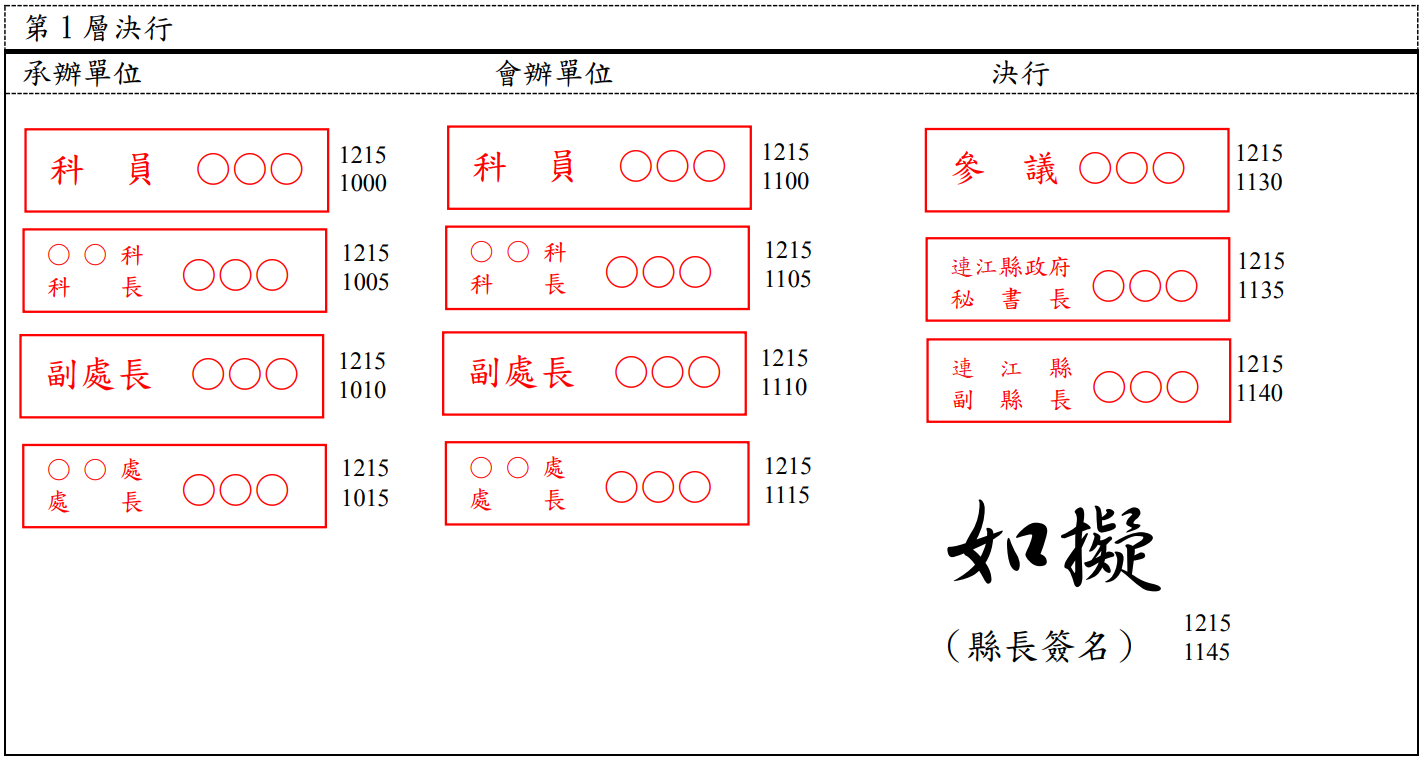 第1層決行
承辦單位
會辦單位
決行
科 員 ○○○
1215
1000
○○科
科 長 ○○○
1215
1005
副處長 ○○○
1215
1010
○○處
處 長 ○○○
1215
1015
科 員 ○○○
1215
1100
○○科
科 長 ○○○
1215
1105
副處長 ○○○
1215
1110
○○處
處 長 ○○○
1215
1115
參 議 ○○○
1215
1130
連江縣政府
秘 書 長 ○○○
1215
1135
連 江 縣
副 縣 長 ○○○
1215
1140
如擬
（縣長簽名）
1215
1145